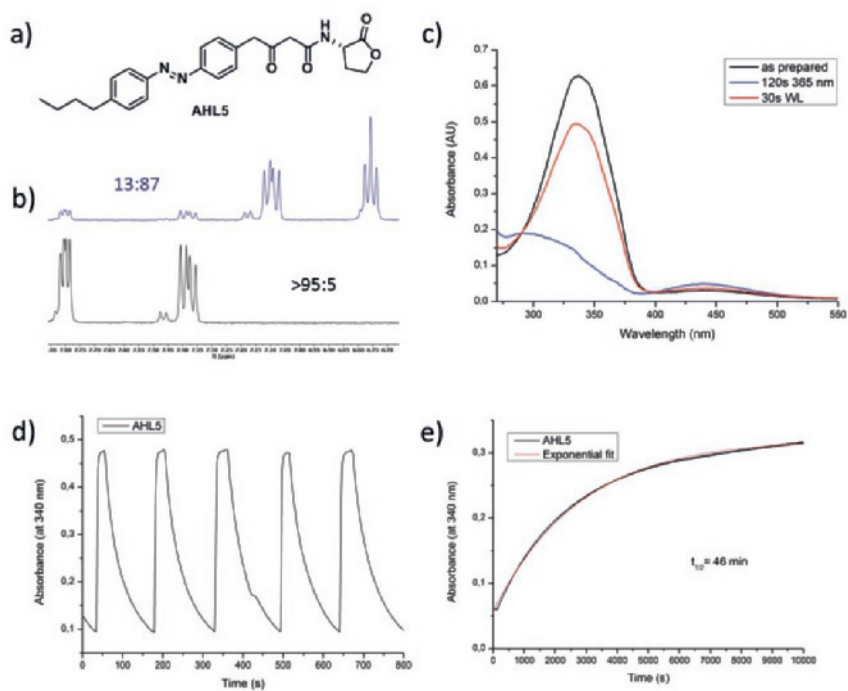 a)
H
N
O
O
O
O
N
N
AHL5
b)
13:87
>95:5
c)
0,7
0,6
0,5
0,4
0,3
0,2
0,1
0,0
Absorbance (AU)
as prepared
120s 365 nm
30s WL
300 350 400 450 500 550
Wavelength (nm)
d)
AHL5
0,5
0,4
0,3
0,2
0,1
Absorbance (at 340 nm)
0 100 200 300 400 500 600 700 800
Time (s)
e)
AHL5
Exponential fit
0,3
0,2
0,1
0,0
Absorbance (at 340 nm)
t1/2= 46 min
0 1000 2000 3000 4000 5000 6000 7000 8000 9000 10000
Time (s)